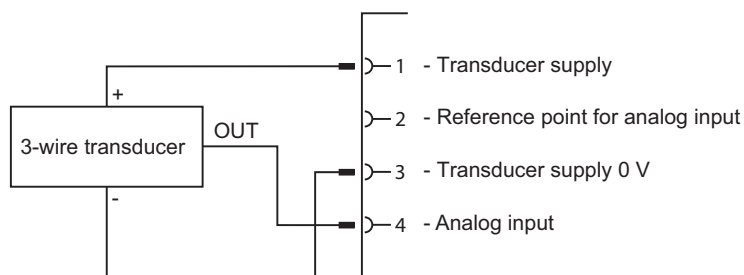 1 - Transducer supply
+
2 - Reference point for analog input
OUT
3-wire transducer
3 - Transducer supply 0 V
-
4 - Analog input